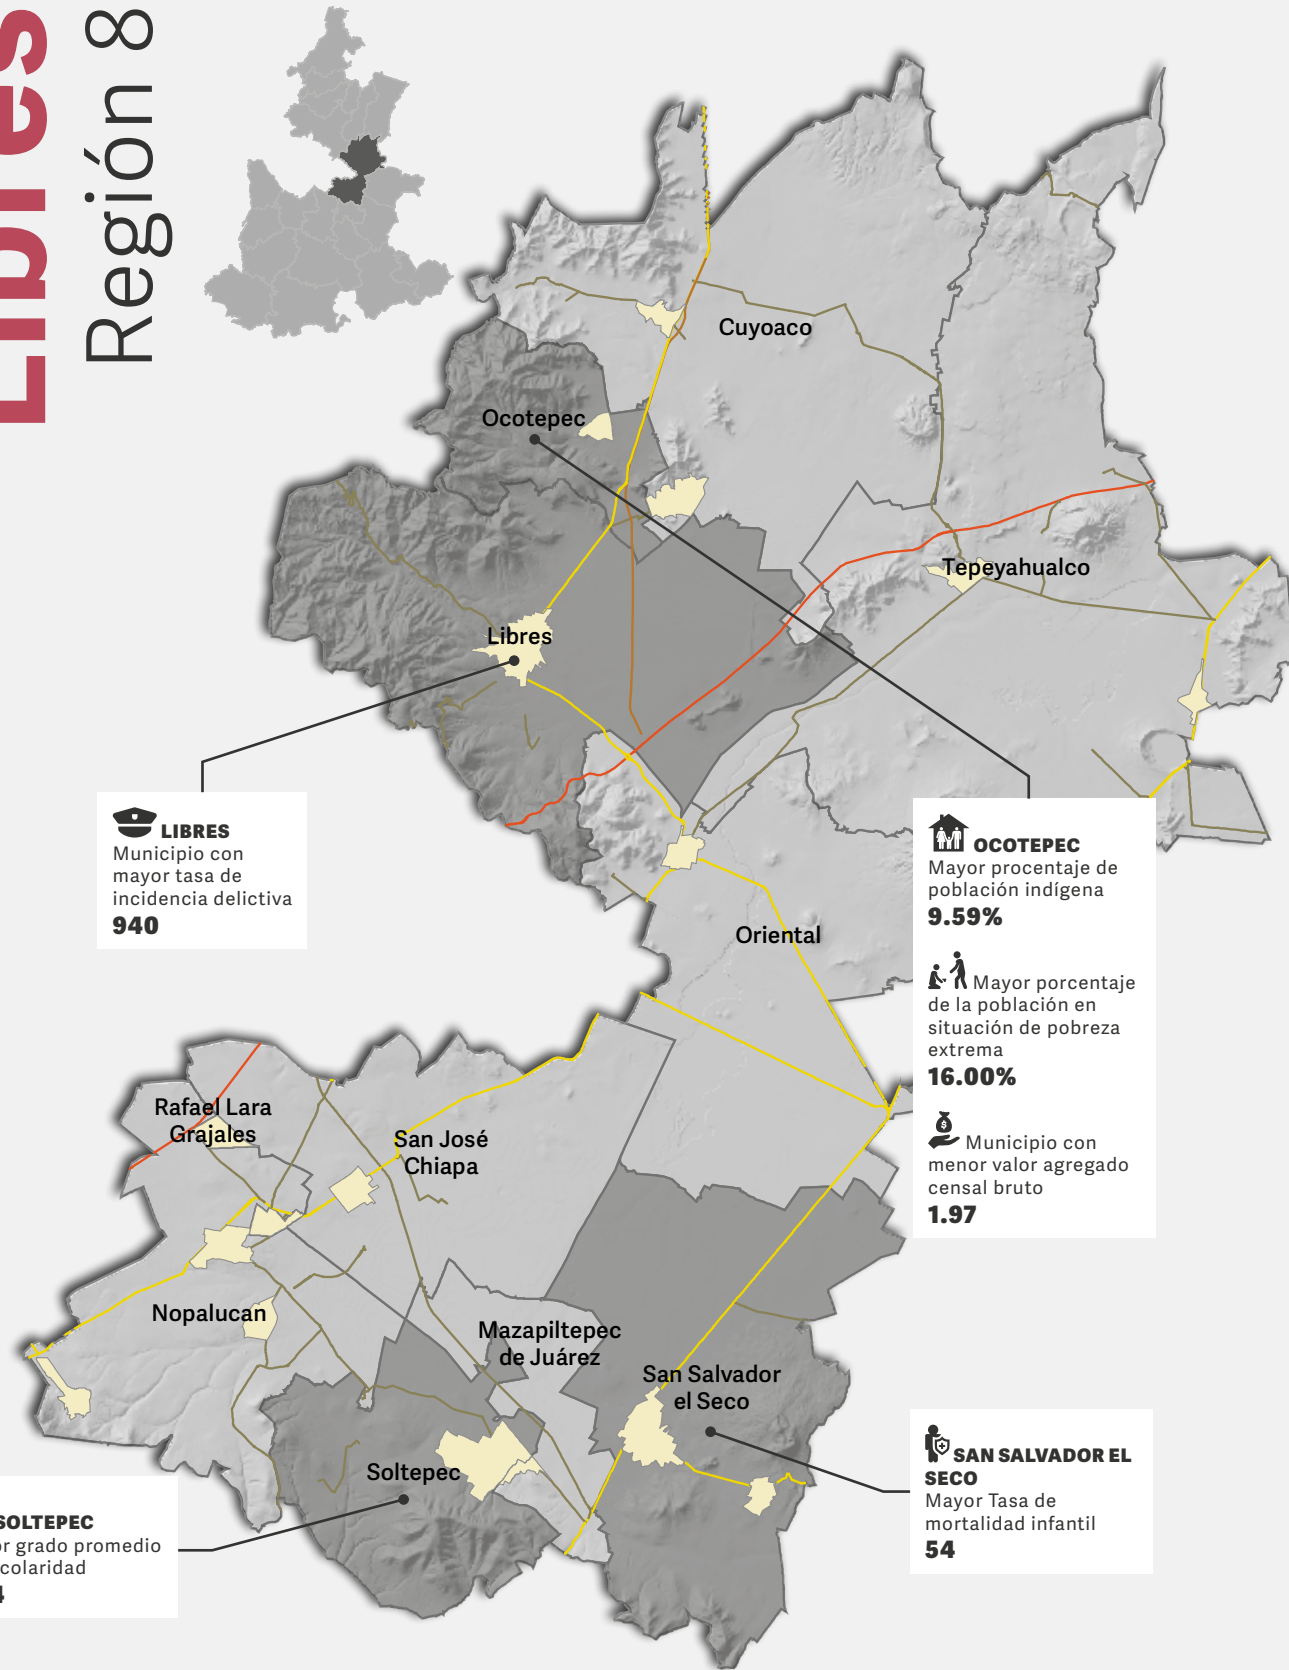 Libres
Región 8
Cuyoaco
Ocotepec
Tepeyahualco
Libres
LIBRES
Municipio con
mayor tasa de
incidencia delictiva
940
OCOTEPEC
Mayor procentaje de
población indígena
9.59%
Mayor porcentaje
de la población en
situación de pobreza
extrema
16.00%
Municipio con
menor valor agregado
censal bruto
1.97
Oriental
Rafael Lara
Grajales
San José
Chiapa
Nopalucan
Mazapiltepec
de Juárez
San Salvador
el Seco
Soltepec
SAN SALVADOR EL
SECO
Mayor Tasa de
mortalidad infantil
54
SOLTEPEC
grado promedio